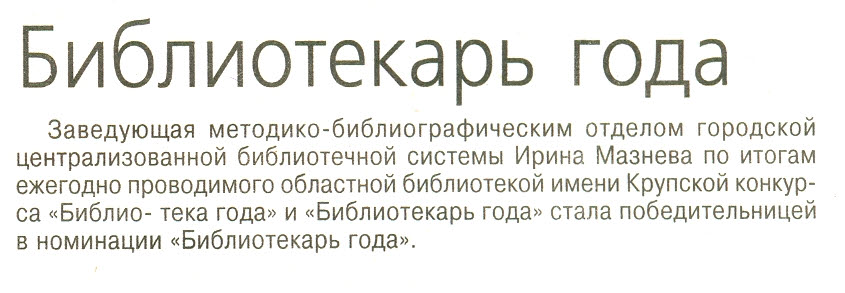 Библиотекарь года
Заведующая методико-библиографическим отделом городской
централизованной библиотечной системы Ирина Мазнева по итогам
ежегодно проводимого областной библиотекой имени Крупской конкур-
са «Библио- тека года» и «Библиотекарь года» стала победительницей
в номинации «Библиотекарь года».